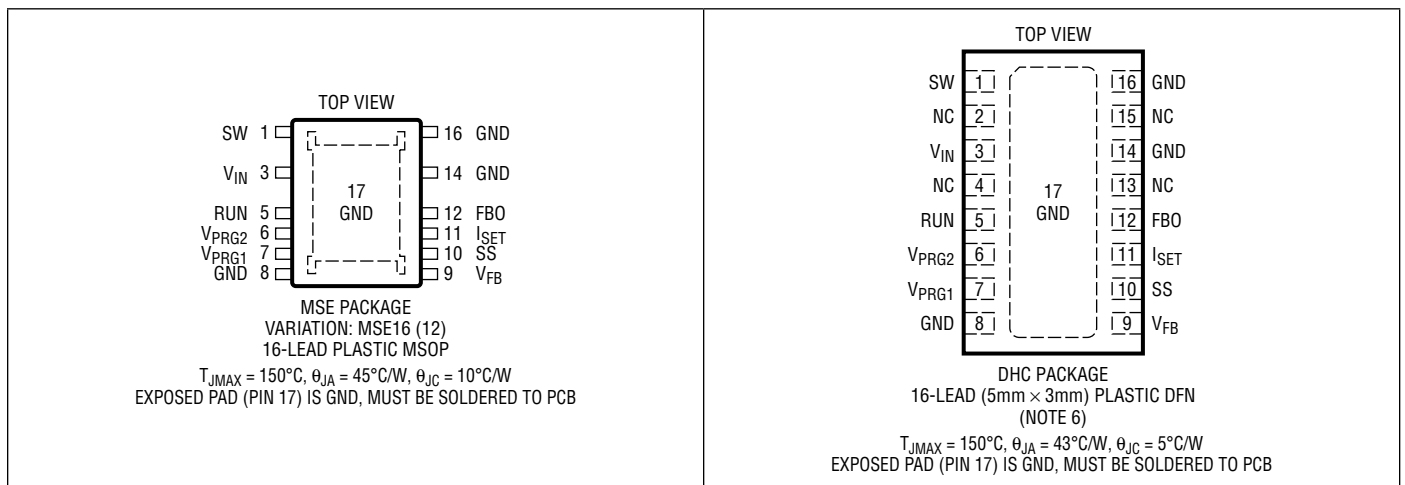 TOP VIEW
SW 1
V_IN 3
RUN 5
V_PRG2 6
V_PRG1 7
GND 8
17
GND
16 GND
14 GND
12 FBO
11 I_SET
10 SS
9 V_FB
MSE PACKAGE
VARIATION: MSE16 (12)
16-LEAD PLASTIC MSOP
T_JMAX = 150°C, θ_JA = 45°C/W, θ_JC = 10°C/W
EXPOSED PAD (PIN 17) IS GND, MUST BE SOLDERED TO PCB
TOP VIEW
SW 1
NC 2
V_IN 3
NC 4
RUN 5
V_PRG2 6
V_PRG1 7
GND 8
17
GND
16 GND
15 NC
14 GND
13 NC
12 FBO
11 I_SET
10 SS
9 V_FB
DHC PACKAGE
16-LEAD (5mm × 3mm) PLASTIC DFN
(NOTE 6)
T_JMAX = 150°C, θ_JA = 43°C/W, θ_JC = 5°C/W
EXPOSED PAD (PIN 17) IS GND, MUST BE SOLDERED TO PCB